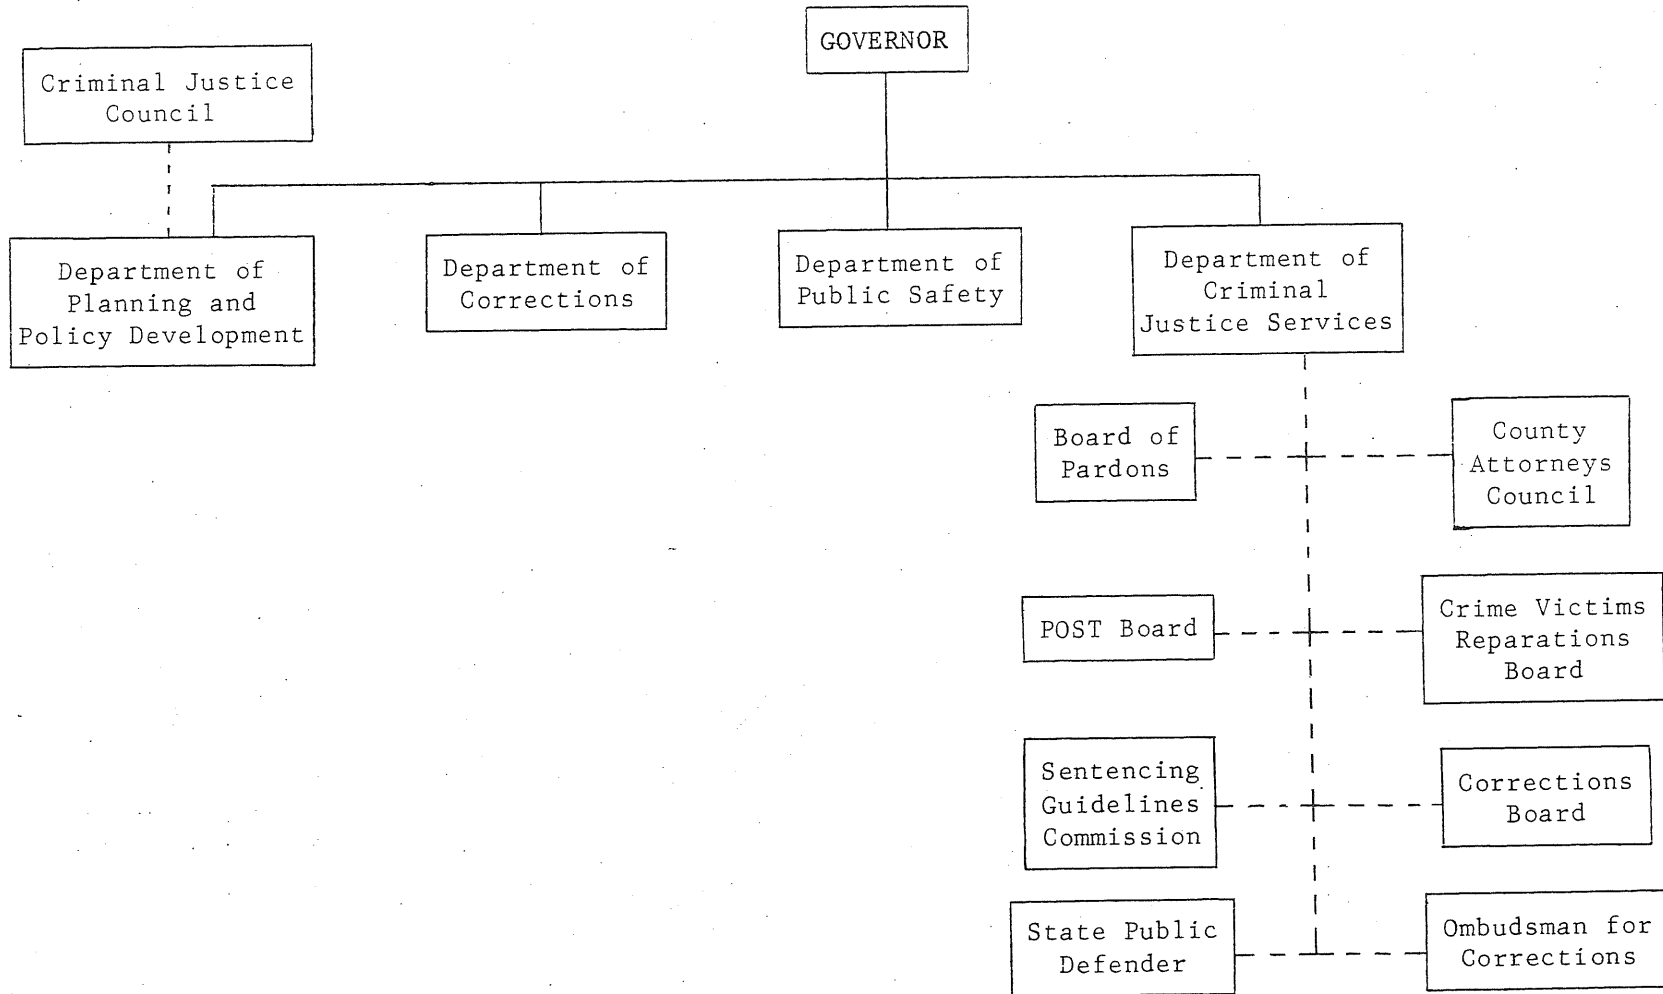 GOVERNOR
Criminal Justice
Council
Department of
Planning and
Policy Development
Department of
Corrections
Department of
Public Safety
Department of
Criminal
Justice Services
Board of
Pardons
County
Attorneys
Council
POST Board
Crime Victims
Reparations
Board
Sentencing
Guidelines
Commission
Corrections
Board
State Public
Defender
Ombudsman for
Corrections